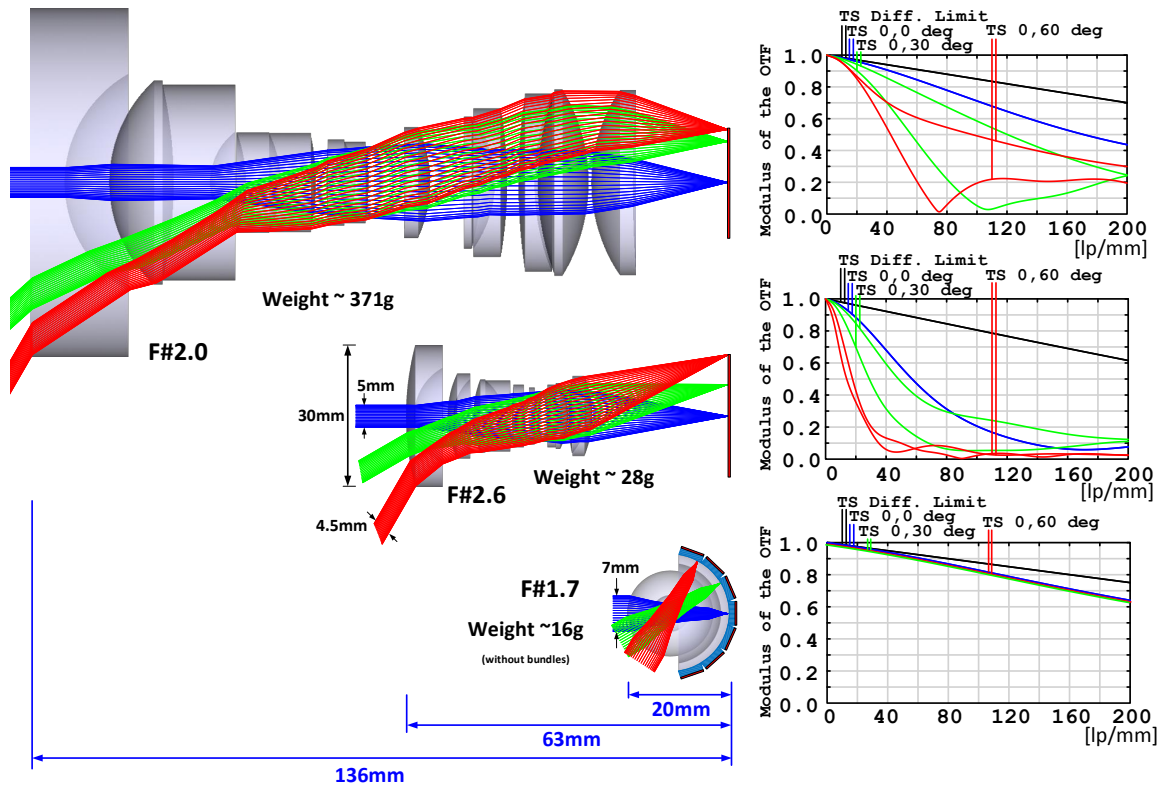 Weight ~ 371g
F#2.0
5mm
30mm
Weight ~ 28g
F#2.6
4.5mm
7mm
F#1.7
Weight ~16g
(without bundles)
20mm
63mm
136mm
TS Diff. Limit
TS 0,0 deg
TS 0,60 deg
TS 0,30 deg
Modulus of the OTF
1.0
0.8
0.6
0.4
0.2
0.0
0 40 80 120 160 200
[lp/mm]
TS Diff. Limit
TS 0,0 deg
TS 0,60 deg
TS 0,30 deg
Modulus of the OTF
1.0
0.8
0.6
0.4
0.2
0.0
0 40 80 120 160 200
[lp/mm]
TS Diff. Limit
TS 0,0 deg
TS 0,60 deg
TS 0,30 deg
Modulus of the OTF
1.0
0.8
0.6
0.4
0.2
0.0
0 40 80 120 160 200
[lp/mm]